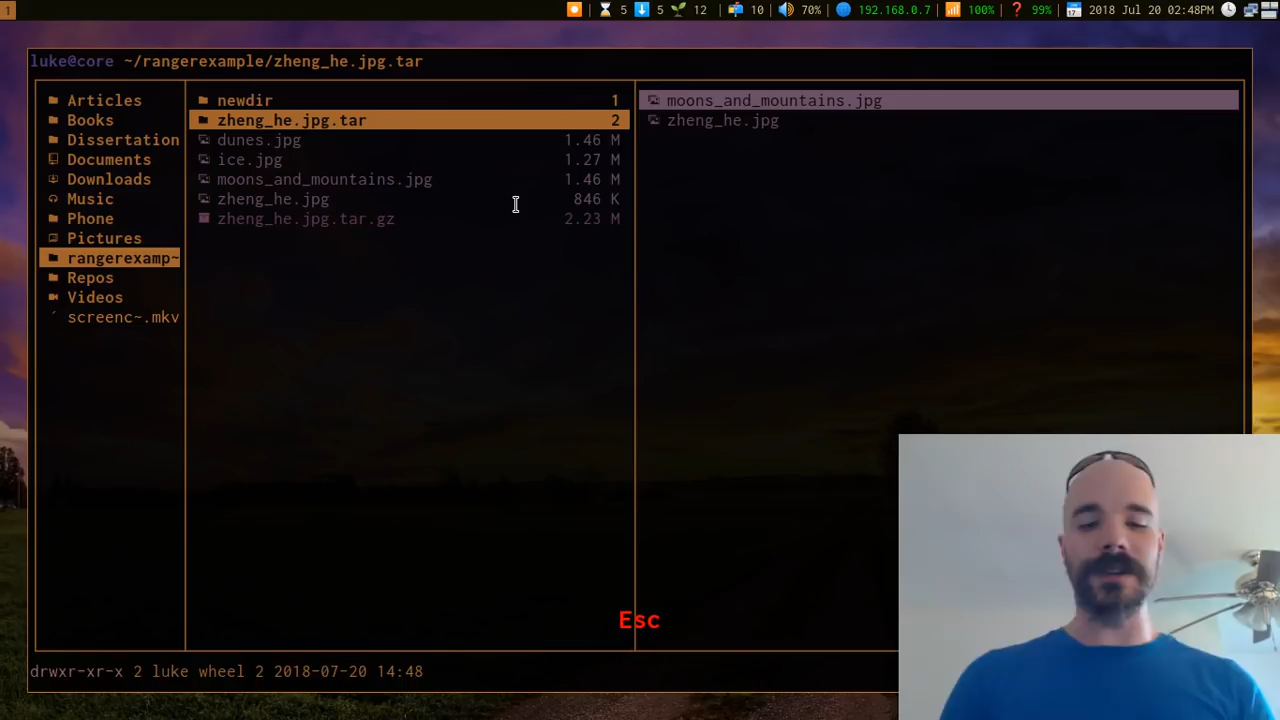 1 5 5 12 10 70% 192.168.0.7 100% ? 99% 2018 Jul 20 02:48PM
luke@core ~/rangerexample/zheng_he.jpg.tar
Articles
Books
Dissertation
Documents
Downloads
Music
Phone
Pictures
rangerexamp~
Repos
Videos
screenc~.mkv
newdir 1
zheng_he.jpg.tar 2
dunes.jpg 1.46 M
ice.jpg 1.27 M
moons_and_mountains.jpg 1.46 M
zheng_he.jpg 846 K
zheng_he.jpg.tar.gz 2.23 M
moons_and_mountains.jpg
zheng_he.jpg
Esc
drwxr-xr-x 2 luke wheel 2 2018-07-20 14:48